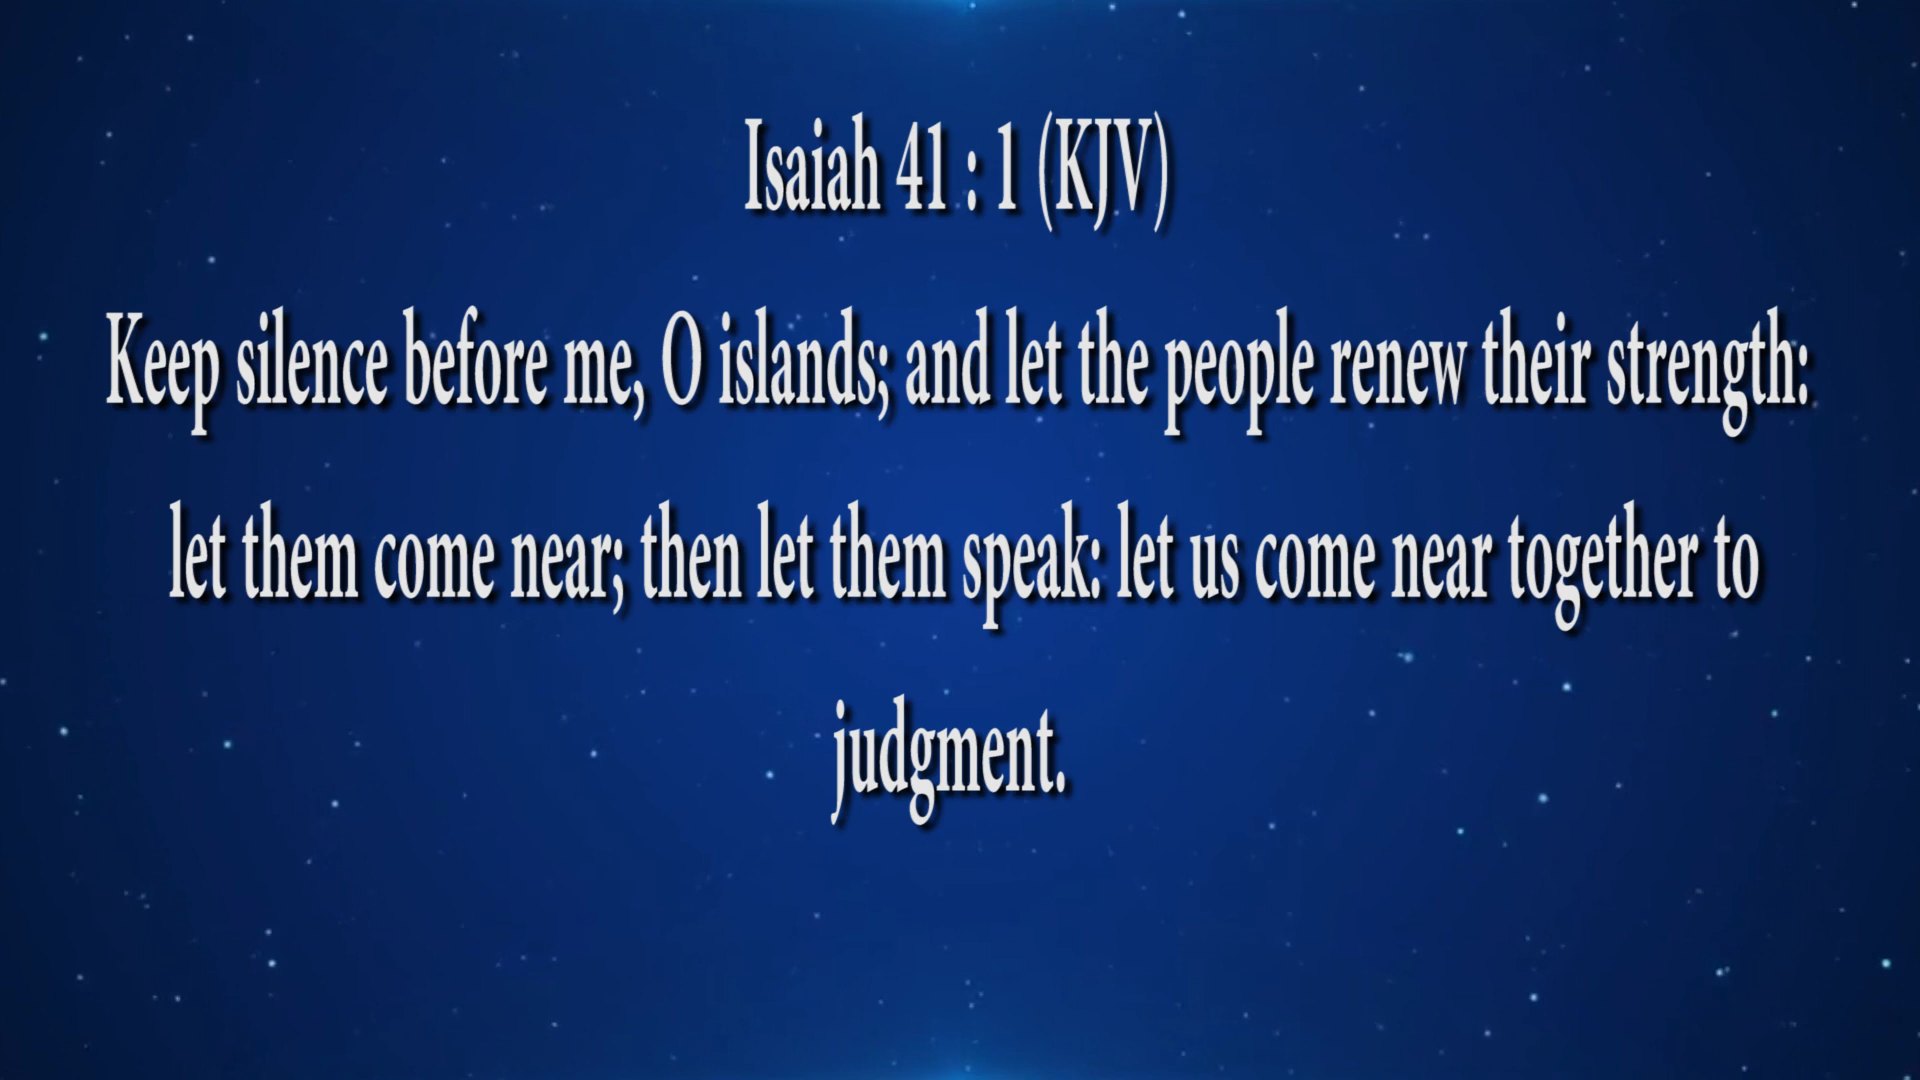 Isaiah 41 : 1 (KJV)
Keep silence before me, O islands; and let the people renew their strength:
let them come near; then let them speak: let us come near together to
judgment.